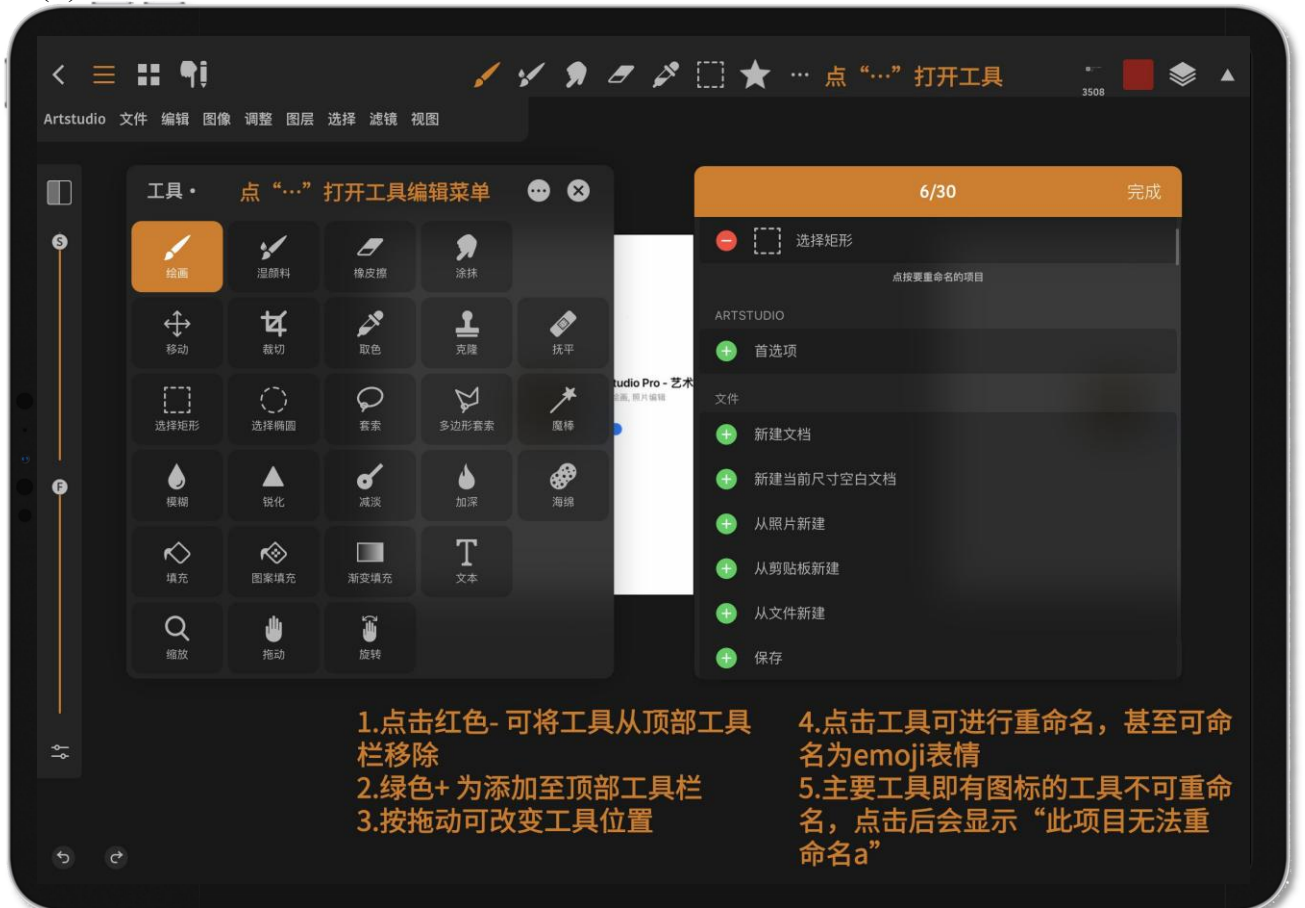 点“…”打开工具
3508
Artstudio 文件 编辑 图像 调整 图层 选择 滤镜 视图
工具· 点“…”打开工具编辑菜单
S
绘画 湿颜料 橡皮擦 涂抹
移动 裁切 取色 克隆 抚平
选择矩形 选择椭圆 套索 多边形套索 魔棒
F
模糊 锐化 减淡 加深 海绵
填充 图案填充 渐变填充 文本
缩放 拖动 旋转
tudio Pro - 艺术
绘画, 照片编辑
6/30 完成
选择矩形
点按要重命名的项目
ARTSTUDIO
首选项
文件
新建文档
新建当前尺寸空白文档
从照片新建
从剪贴板新建
从文件新建
保存
1.点击红色- 可将工具从顶部工具
栏移除
2.绿色+ 为添加至顶部工具栏
3.按拖动可改变工具位置
4.点击工具可进行重命名，甚至可命
名为emoji表情
5.主要工具即有图标的工具不可重命
名，点击后会显示“此项目无法重
命名a”